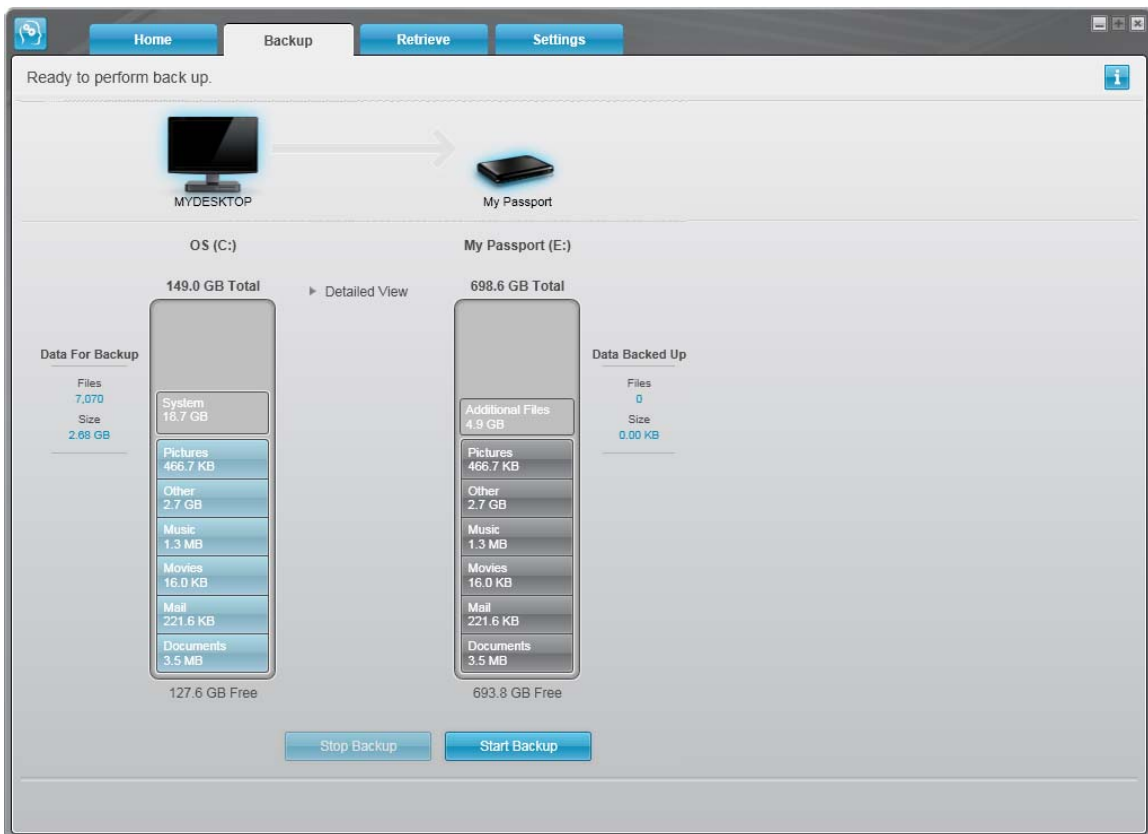 Home
Backup
Retrieve
Settings
Ready to perform back up.
i
MYDESKTOP
My Passport
OS (C:)
My Passport (E:)
149.0 GB Total
Detailed View
698.6 GB Total
Data For Backup
Files
7,070
Size
2.68 GB
System
18.7 GB
Pictures
466.7 KB
Other
2.7 GB
Music
1.3 MB
Movies
16.0 KB
Mail
221.6 KB
Documents
3.5 MB
127.6 GB Free
Additional Files
4.9 GB
Pictures
466.7 KB
Other
2.7 GB
Music
1.3 MB
Movies
16.0 KB
Mail
221.6 KB
Documents
3.5 MB
693.8 GB Free
Data Backed Up
Files
0
Size
0.00 KB
Stop Backup
Start Backup